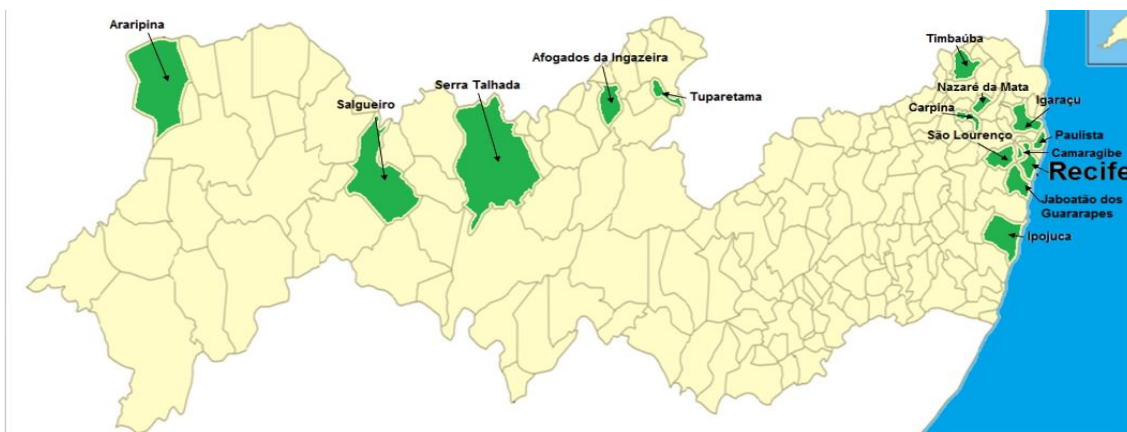 Araripina
Salgueiro
Serra Talhada
Afogados da Ingazeira
Tuparetama
Timbaúba
Nazaré da Mata
Carpina
Igaraçu
São Lourenço
Paulista
Camaragibe
Recife
Jaboatão dos
Guararapes
Ipojuca